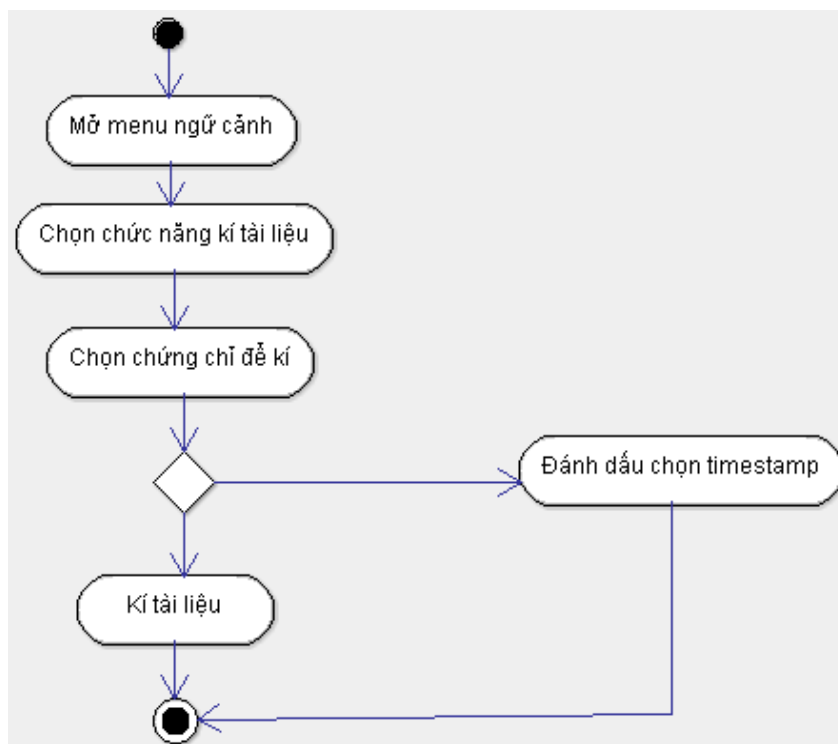 Mở menu ngữ cảnh
Chọn chức năng kí tài liệu
Chọn chứng chỉ để kí
Đánh dấu chọn timestamp
Kí tài liệu